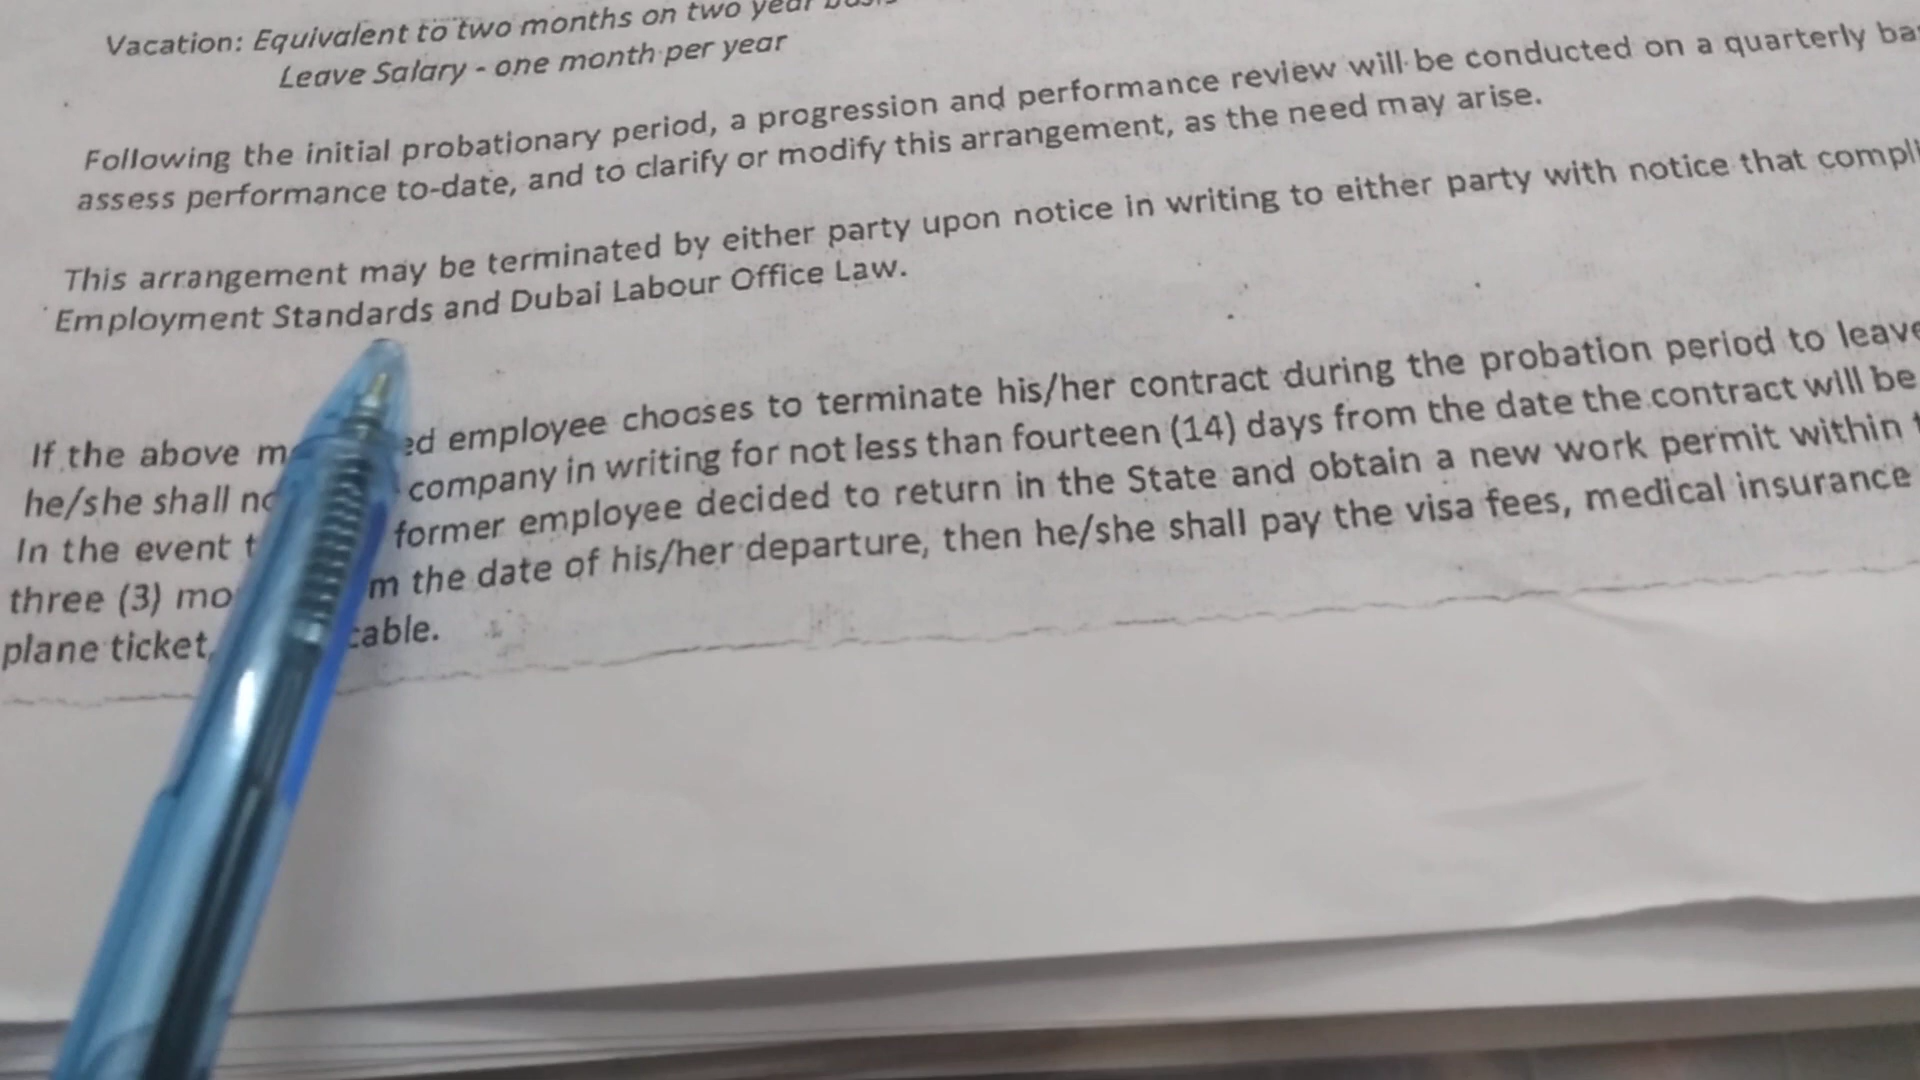 Vacation: Equivalent to two months on two year
Leave Salary - one month per year
Following the initial probationary period, a progression and performance review will be conducted on a quarterly
assess performance to-date, and to clarify or modify this arrangement, as the need may arise.
This arrangement may be terminated by either party upon notice in writing to either party with notice that
Employment Standards and Dubai Labour Office Law.
If the above employee chooses to terminate his/her contract during the probation period to
he/she shall company in writing for not less than fourteen (14) days from the date the contract will be
In the event former employee decided to return in the State and obtain a new work permit within
three (3) the date of his/her departure, then he/she shall pay the visa fees, medical insurance
plane ticket,